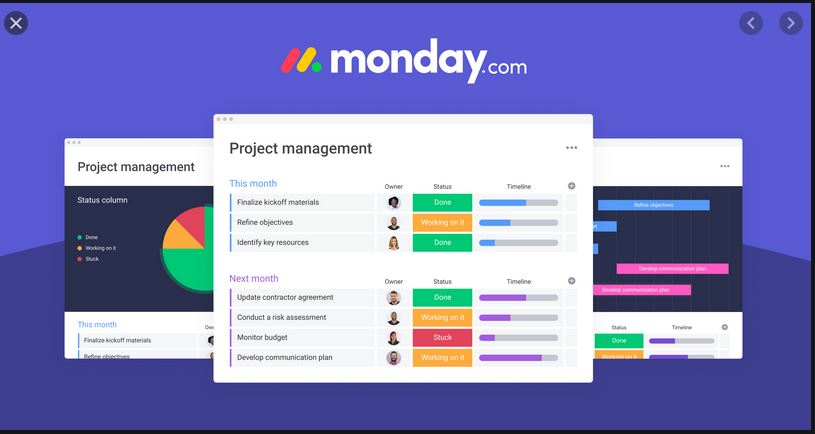 monday.com
Project management
Status column
Done
Working on it
Stuck
This month
Finalize kickoff materials
Refine objectives
Project management
This month Owner Status Timeline
Finalize kickoff materials Done
Refine objectives Working on it
Identify key resources Done
Next month Owner Status Timeline
Update contractor agreement Done
Conduct a risk assessment Working on it
Monitor budget Stuck
Develop communication plan Working on it
Refine objectives
Develop communication plan
Develop communication plan
Status Timeline
Done
Working on it